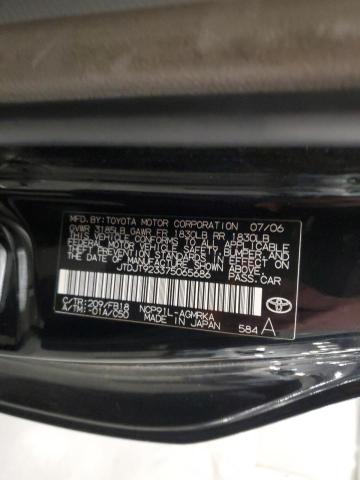 MFD. BY: TOYOTA MOTOR CORPORATION 07/06
GVWR 3185LB GAWR FR 1830LB RR 1830LB
THIS VEHICLE CONFORMS TO ALL APPLICABLE
FEDERAL MOTOR VEHICLE SAFETY, BUMPER, AND
THEFT PREVENTION STANDARDS IN EFFECT ON
THE DATE OF MANUFACTURE SHOWN ABOVE.
JTDJT923375065686 PASS. CAR
C/TR: 209/FB18 NCP91L-AGMRKA
A/TM: -01A/C50 MADE IN JAPAN 584 A